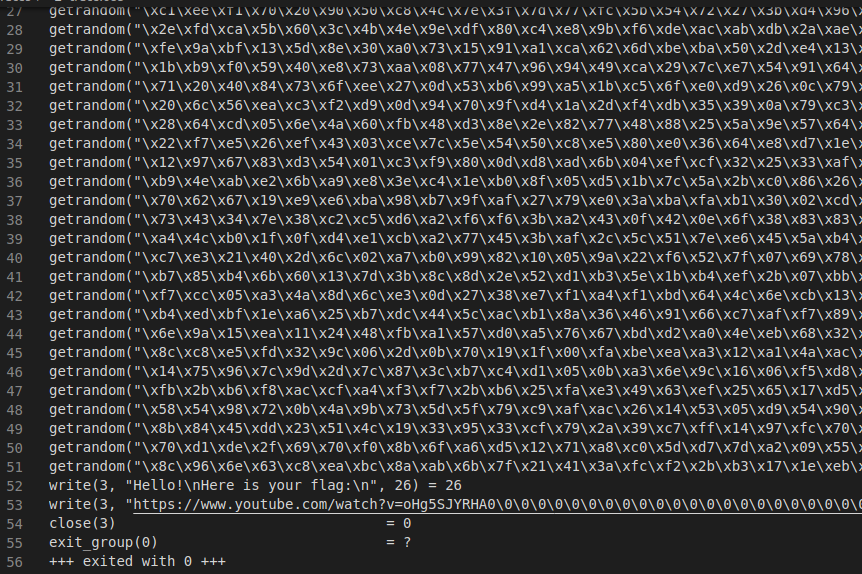 27 getrandom("\xc1\xee\xf1\x70\x20\x90\x50\xc8\x4c\x7e\x3f\x7d\x77\xfc\x5b\x54\x72\x27\x3b\xd4\x9b
28 getrandom("\x2e\xfd\xca\x5b\x60\x3c\x4b\x4e\x9e\xdf\x80\xc4\xe8\x9b\xf6\xde\xac\xab\xdb\x2a\xae\
29 getrandom("\xfe\x9a\xbf\x13\x5d\x8e\x30\xa0\x73\x15\x91\xa1\xca\x62\x6d\xbe\xba\x50\x2d\xe4\x13\
30 getrandom("\x1b\xb9\xf0\x59\x40\xe8\x73\xaa\x08\x77\x47\x96\x94\x49\xca\x29\x7c\xe7\x54\x91\x64\
31 getrandom("\x71\x20\x40\x84\x73\x6f\xee\x27\x0d\x53\xb6\x99\xa5\x1b\xc5\x6f\xe0\xd9\x26\x0c\x79\
32 getrandom("\x20\x6c\x56\xea\xc3\xf2\xd9\x0d\x94\x70\x9f\xd4\x1a\x2d\xf4\xdb\x35\x39\x0a\x79\xc3\
33 getrandom("\x28\x64\xcd\x05\x6e\x4a\x60\xfb\x48\xd3\x8e\x2e\x82\x77\x48\x88\x25\x5a\x9e\x57\x64\
34 getrandom("\x22\xf7\xe5\x26\xef\x43\x03\xce\x7c\x5e\x54\x50\xc8\xe5\x80\xe0\x36\x64\xe8\xd7\x1e\
35 getrandom("\x12\x97\x67\x83\xd3\x54\x01\xc3\xf9\x80\x0d\xd8\xad\x6b\x04\xef\xcf\x32\x25\x33\xaf\
36 getrandom("\xb9\x4e\xab\xe2\x6b\xa9\xe8\x3e\xc4\x1e\xb0\x8f\x05\xd5\x1b\x7c\x5a\x2b\xc0\x86\x26\
37 getrandom("\x70\x62\x67\x19\xe9\xe6\xba\x98\xb7\x9f\xaf\x27\x79\xe0\x3a\xba\xfa\xb1\x30\x02\xcd\
38 getrandom("\x73\x43\x34\x7e\x38\xc2\xc5\xd6\xa2\xf6\xf6\x3b\xa2\x43\x0f\x42\x0e\x6f\x38\x83\x83\
39 getrandom("\xa4\x4c\xb0\x1f\x0f\xd4\xe1\xcb\xa2\x77\x45\x3b\xaf\x2c\x5c\x51\x7e\xe6\x45\x5a\xb4\
40 getrandom("\xc7\xe3\x21\x40\x2d\x6c\x02\xa7\xb0\x99\x82\x10\x05\x9a\x22\xf6\x52\x7f\x07\x69\x78\
41 getrandom("\xb7\x85\xb4\x6b\x60\x13\x7d\x3b\x8c\x8d\x2e\x52\xd1\xb3\x5e\x1b\xb4\xef\x2b\x07\xbb\
42 getrandom("\xf7\xcc\x05\xa3\x4a\x8d\x6c\xe3\x0d\x27\x38\xe7\xf1\xa4\xf1\xbd\x64\x4c\x6e\xcb\x13\
43 getrandom("\xb4\xed\xbf\x1e\xa6\x25\xb7\xdc\x44\x5c\xac\xb1\x8a\x36\x46\x91\x66\xc7\xaf\xf7\x89\
44 getrandom("\x6e\x9a\x15\xea\x11\x24\x48\xfb\xa1\x57\xd0\xa5\x76\x67\xbd\xd2\xa0\x4e\xeb\x68\x32\
45 getrandom("\x8c\xc8\xe5\xfd\x32\x9c\x06\x2d\x0b\x70\x19\x1f\x00\xfa\xbe\xea\xa3\x12\xa1\x4a\xac\
46 getrandom("\x14\x75\x96\x7c\x9d\x2d\x7c\x87\x3c\xb7\xc4\xd1\x05\x0b\xa3\x6e\x9c\x16\x06\xf5\xd8\
47 getrandom("\xfb\x2b\xb6\xf8\xac\xcf\xa4\xf3\xf7\x2b\xb6\x25\xfa\xe3\x49\x63\xef\x25\x65\x17\xd5\
48 getrandom("\x58\x54\x98\x72\x0b\x4a\x9b\x73\x5d\x5f\x79\xc9\xaf\xac\x26\x14\x53\x05\xd9\x54\x90\
49 getrandom("\x8b\x84\x45\xdd\x23\x51\x4c\x19\x33\x95\x33\xcf\x79\x2a\x39\xc7\xff\x14\x97\xfc\x70\
50 getrandom("\x70\xd1\xde\x2f\x69\x70\xf0\x8b\x6f\xa6\xd5\x12\x71\xa8\xc0\x5d\xd7\x7d\xa2\x09\x55\
51 getrandom("\x8c\x96\x6e\x63\xc8\xea\xbc\x8a\xab\x6b\x7f\x21\x41\x3a\xfc\xf2\x2b\xb3\x17\x1e\xeb\
52 write(3, "Hello!\nHere is your flag:\n", 26) = 26
53 write(3, "https://www.youtube.com/watch?v=oHg5SJYRHA0\0\0\0\0\0\0\0\0\0\0\0\0\0\0\0\0\0\0\0\0\0\0
54 close(3) = 0
55 exit_group(0) = ?
56 +++ exited with 0 +++